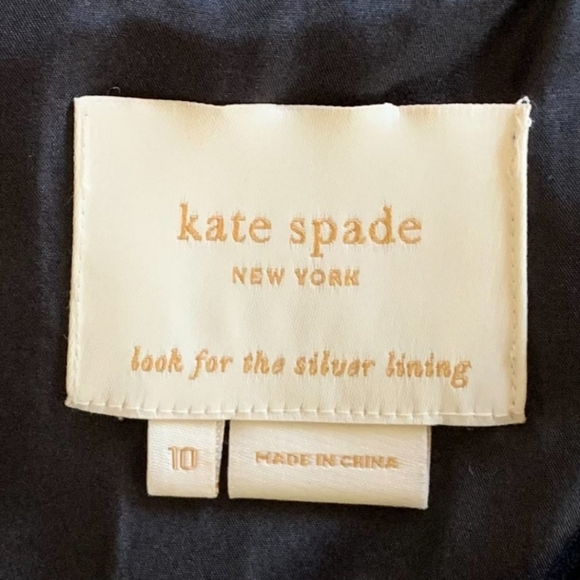 kate spade
NEW YORK
look for the silver lining
10
MADE IN CHINA